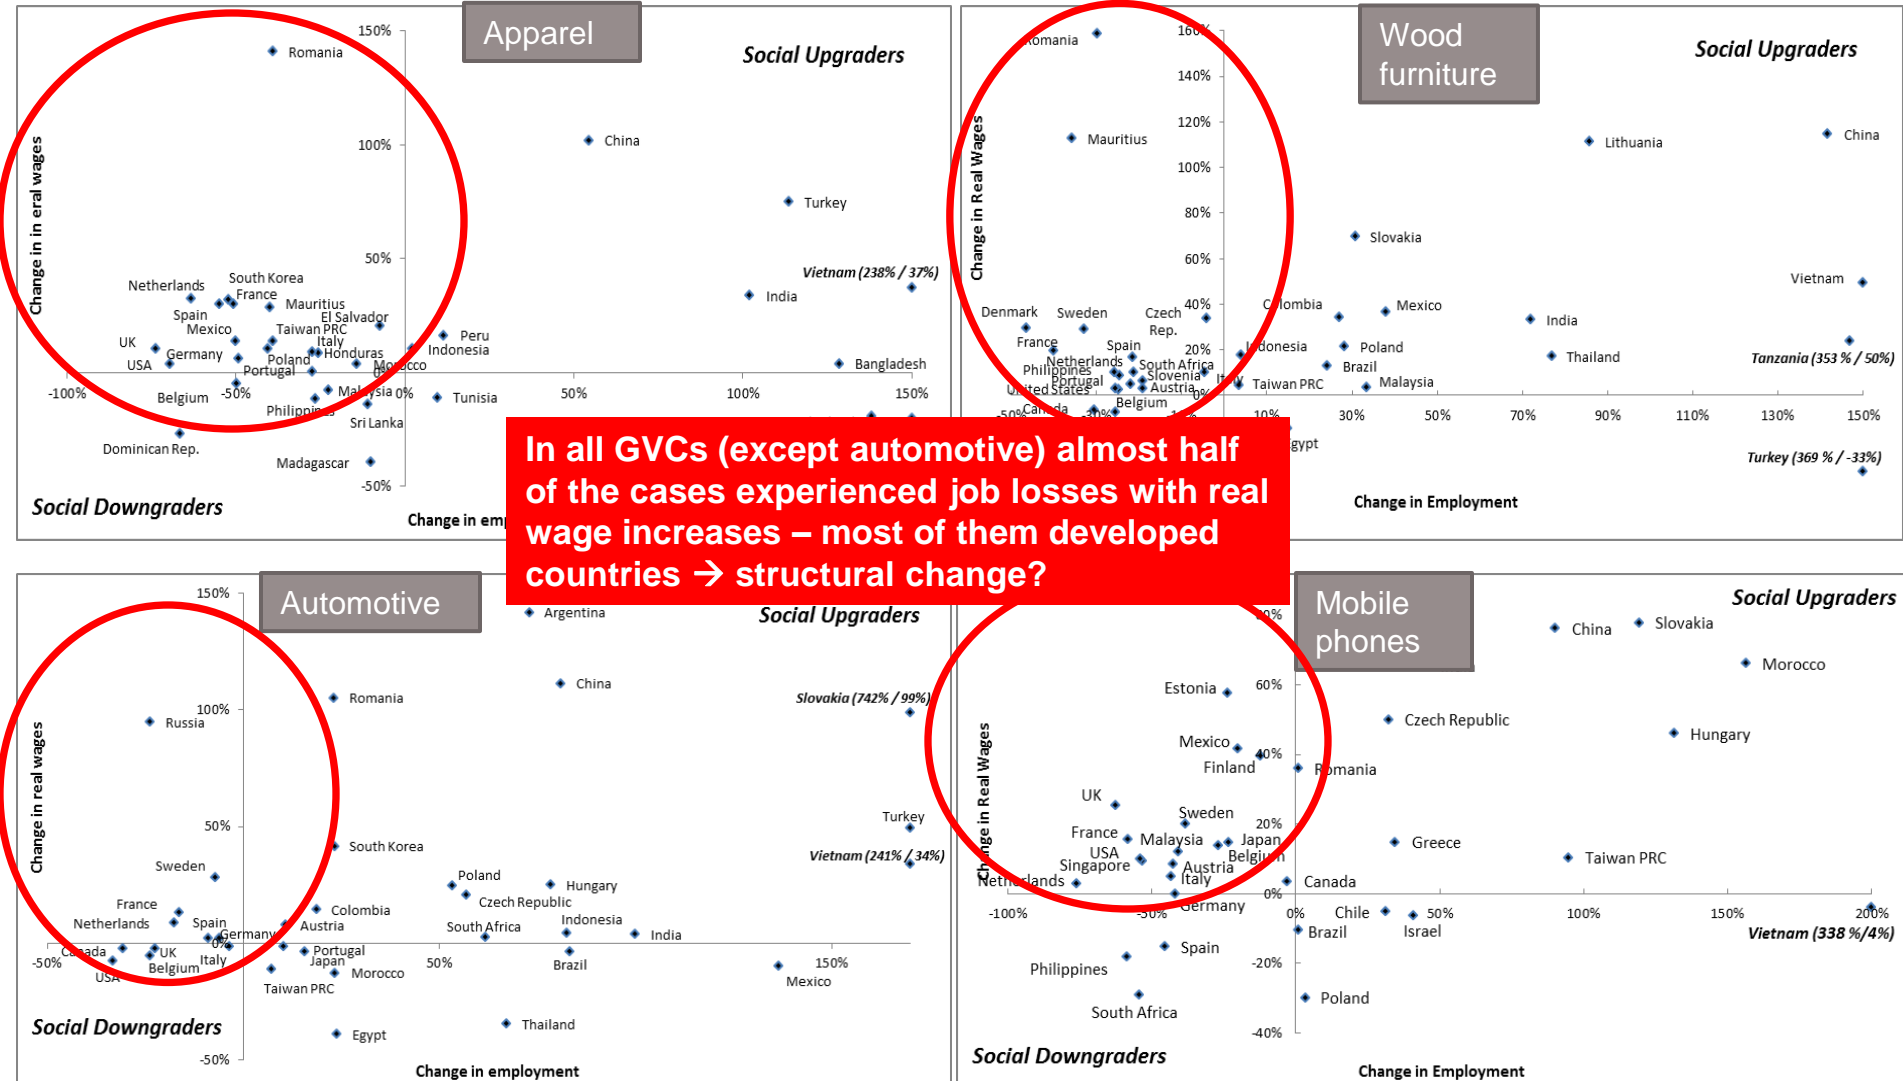 Apparel
Social Upgraders
150%
Romania
100%
China
Turkey
50%
Vietnam (238% / 37%)
India
South Korea
Netherlands
France
Spain
Mauritius
El Salvador
Mexico
Taiwan PRC
Peru
UK
Italy
Indonesia
Germany
Poland
Honduras
USA
Morocco
Bangladesh
Portugal
0%
-100%
-50%
50%
100%
150%
Belgium
Malaysia
Tunisia
Philippines
Sri Lanka
Dominican Rep.
Madagascar
-50%
Social Downgraders
Change in in eral wages
Change in emp
Wood
furniture
Social Upgraders
160%
Romania
140%
120%
Mauritius
Lithuania
China
100%
80%
Slovakia
60%
Vietnam
40%
Colombia
Mexico
Denmark
Sweden
Czech
Rep.
India
France
Spain
Indonesia
Poland
20%
Netherlands
South Africa
Thailand
Tanzania (353 % / 50%)
Philippines
Slovenia
Brazil
Portugal
Italy
Taiwan PRC
Malaysia
United States
Austria
0%
Canada
Belgium
-50%
-30%
-10%
10%
30%
50%
70%
90%
110%
130%
150%
gypt
Turkey (369 % / -33%)
Change in Real Wages
Change in Employment
In all GVCs (except automotive) almost half
of the cases experienced job losses with real
wage increases – most of them developed
countries → structural change?
Automotive
Social Upgraders
150%
Argentina
China
Romania
Slovakia (742% / 99%)
Russia
100%
Turkey
50%
South Korea
Vietnam (241% / 34%)
Sweden
Poland
Hungary
Czech Republic
France
Colombia
Netherlands
Spain
Austria
South Africa
Indonesia
Germany
India
0%
Canada
UK
Portugal
-50%
Belgium
Italy
Japan
50%
Brazil
150%
USA
Morocco
Taiwan PRC
Mexico
Thailand
Egypt
Social Downgraders
-50%
Change in real wages
Change in employment
Mobile
phones
Social Upgraders
80%
China
Slovakia
Morocco
Estonia
60%
Czech Republic
Hungary
Mexico
40%
Finland
Romania
UK
Sweden
20%
France
Malaysia
Japan
Greece
USA
Belgium
Taiwan PRC
Singapore
Austria
Netherlands
Italy
Canada
0%
Germany
-100%
-50%
0%
Chile
50%
100%
150%
200%
Brazil
Israel
Vietnam (338 %/4%)
Spain
Philippines
-20%
Poland
South Africa
-40%
Social Downgraders
Change in Real Wages
Change in Employment